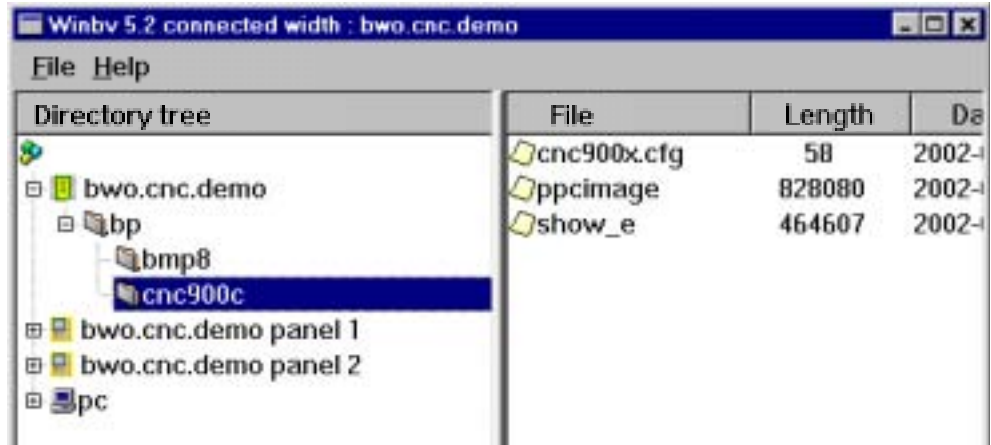 Winbv 5.2 connected width : bwo.cnc.demo
File Help
Directory tree
bwo.cnc.demo
bp
bmp8
cnc900c
bwo.cnc.demo panel 1
bwo.cnc.demo panel 2
pc
File Length Da
cnc900x.cfg 58 2002-
ppcimage 828080 2002-
show_e 464607 2002-